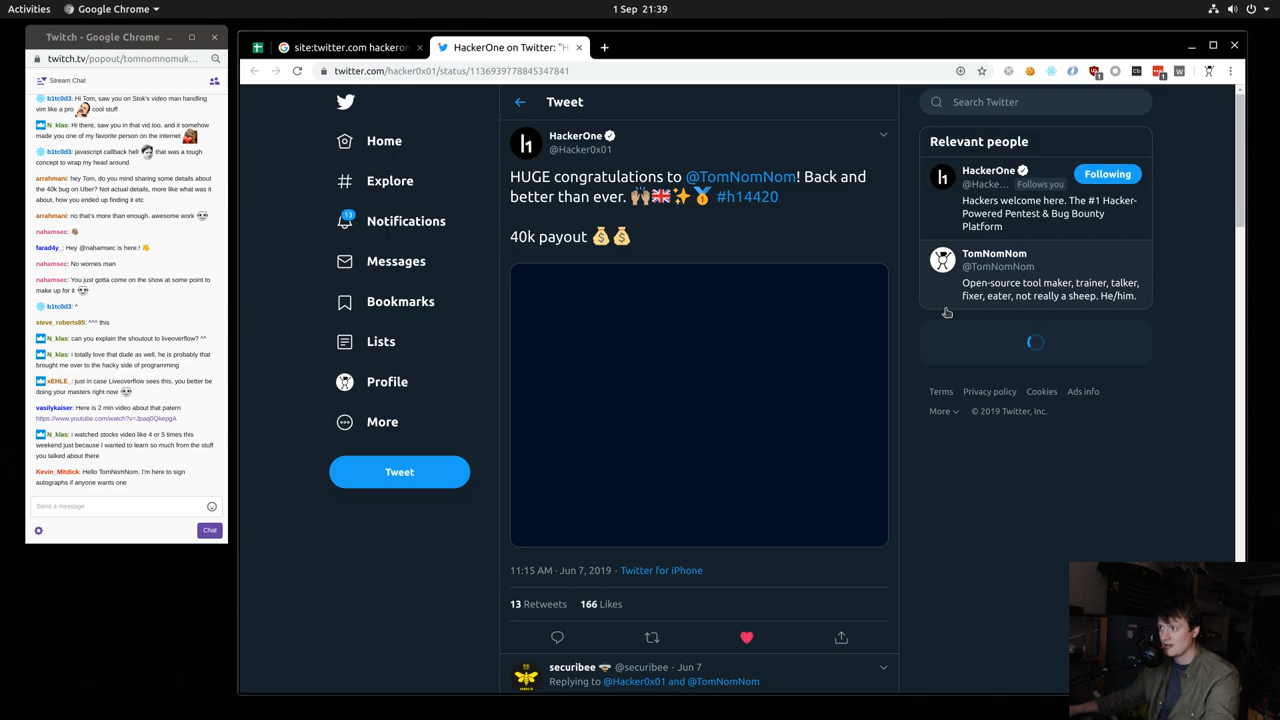 Activities
Google Chrome
1 Sep 21:39
Twitch - Google Chrome
twitch.tv/popout/tomnomnomuk...
Stream Chat
b1tc0d3: Hi Tom, saw you on Stok's video man handling
vim like a pro cool stuff
N_klas: Hi there, saw you in that vid too, and it somehow
made you one of my favorite person on the internet
b1tc0d3: javascript callback hell that was a tough
concept to wrap my head around
arrahmani: hey Tom, do you mind sharing some details about
the 40k bug on Uber? Not actual details, more like what was it
about, how you ended up finding it etc
arrahmani: no that's more than enough. awesome work
nahamsec:
farad4y_: Hey @nahamsec is here.!
nahamsec: No worries man
nahamsec: You just gotta come on the show at some point to
make up for it
b1tc0d3: ^
steve_roberts85: ^^^ this
N_klas: can you explain the shoutout to liveoverflow? ^^
N_klas: i totally love that dude as well, he is probably that
brought me over to the hacky side of programming
xEHLE_: just in case Liveoverflow sees this, you better be
doing your masters right now
vasilykaiser: Here is 2 min video about that patern
https://www.youtube.com/watch?v=Jpaq0QkepgA
N_klas: i watched stocks video like 4 or 5 times this
weekend just because I wanted to learn so much from the stuff
you talked about there
Kevin_Mitdick: Hello TomNomNom. I'm here to sign
autographs if anyone wants one
Send a message
Chat
site:twitter.com hackeron
HackerOne on Twitter: "H
twitter.com/hacker0x01/status/1136939778845347841
Home
Explore
13
Notifications
Messages
Bookmarks
Lists
Profile
More
Tweet
Tweet
HackerOne
@Hacker0x01
HUGE congratulations to @TomNomNom! Back and
better than ever. 🙌🏼🇬🇧✨🥇 #h14420
40k payout 💰💰
11:15 AM · Jun 7, 2019 · Twitter for iPhone
13 Retweets 166 Likes
securibee 🐝 @securibee · Jun 7
Replying to @Hacker0x01 and @TomNomNom
Search Twitter
Relevant people
HackerOne
@Hacke... Follows you
Following
Hackers welcome here. The #1 Hacker-
Powered Pentest & Bug Bounty
Platform
TomNomNom
@TomNomNom
Open-source tool maker, trainer, talker,
fixer, eater, not really a sheep. He/him.
Terms Privacy policy Cookies Ads info
More © 2019 Twitter, Inc.